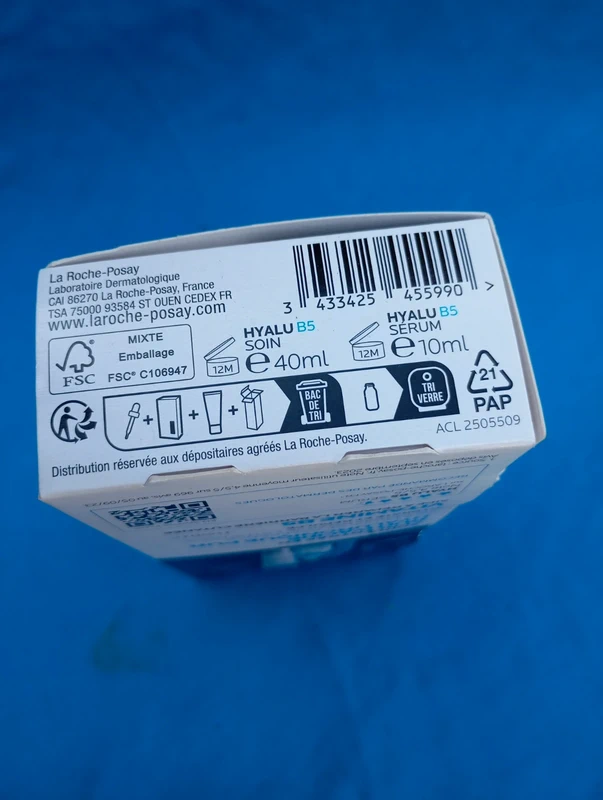 La Roche-Posay
Laboratoire Dermatologique
CAI 86270 La Roche-Posay, France
TSA 75000 93584 ST OUEN CEDEX FR
www.laroche-posay.com
3 433425 455990 >
FSC
MIXTE
Emballage
FSC® C106947
12M
HYALU B5
SOIN
e 40ml
12M
HYALU B5
SÉRUM
e 10ml
+ + +
BAC
DE
TRI
TRI
VERRE
21
PAP
ACL 2505509
Distribution réservée aux dépositaires agréés La Roche-Posay.